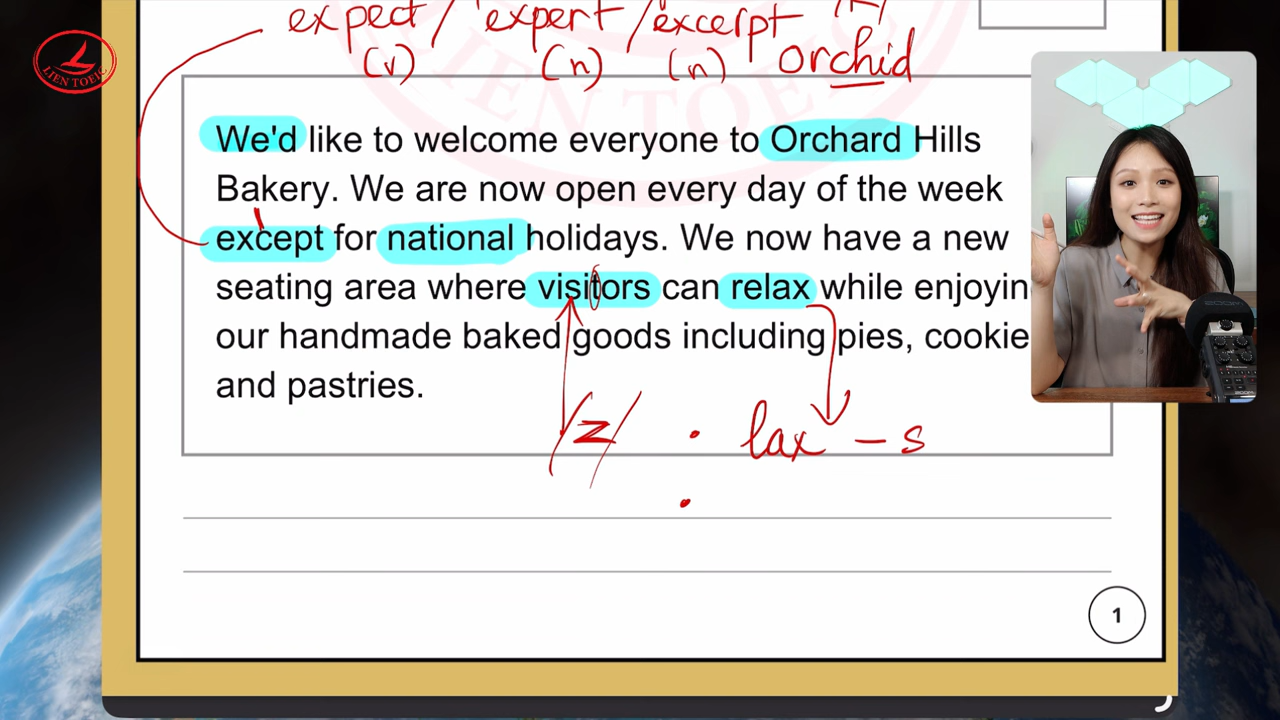 expect / expert / excerpt
(v) (n) (n) orchid
LIEN TOEIC
We'd like to welcome everyone to Orchard Hills
Bakery. We are now open every day of the week
except for national holidays. We now have a new
seating area where visitors can relax while enjoyin
our handmade baked goods including pies, cookie
and pastries.
/z/ · lax - s
1